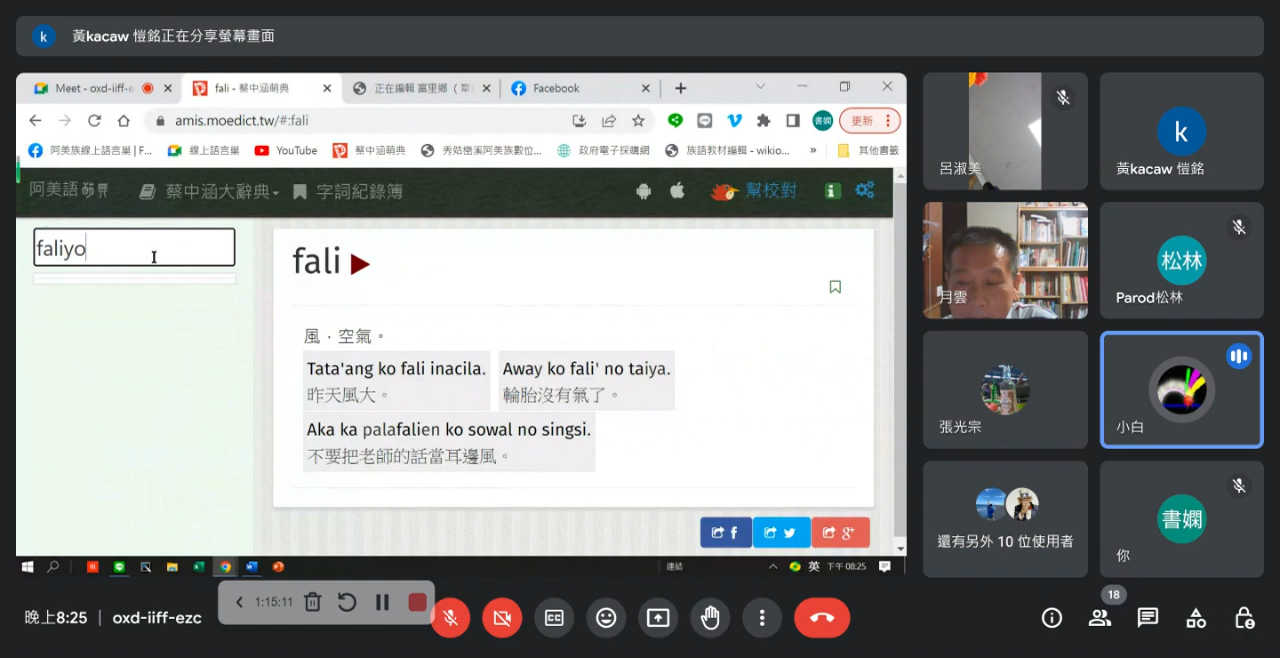 k 黃kacaw 愷銘正在分享螢幕畫面
Meet - oxd-iiff-e
fali - 蔡中涵萌典
正在編輯 富里鄉（
Facebook
amis.moedict.tw/#:fali
更新
阿美族線上語言巢 | F...
線上語言巢
YouTube
蔡中涵萌典
秀姑巒溪阿美族數位...
政府電子採購網
族語教材編輯 - wikio...
»
其他書籤
阿美語萌典
蔡中涵大辭典
字詞紀錄簿
幫校對
faliyo
fali
風．空氣。
Tata'ang ko fali inacila.
昨天風大。
Away ko fali' no taiya.
輪胎沒有氣了。
Aka ka palafalien ko sowal no singsi.
不要把老師的話當耳邊風。
連結
英 下午 08:25
呂淑美
k
黃kacaw 愷銘
月雲
松林
Parod松林
張光宗
小白
還有另外 10 位使用者
書嫻
你
晚上8:25 | oxd-iiff-ezc
1:15:11
18